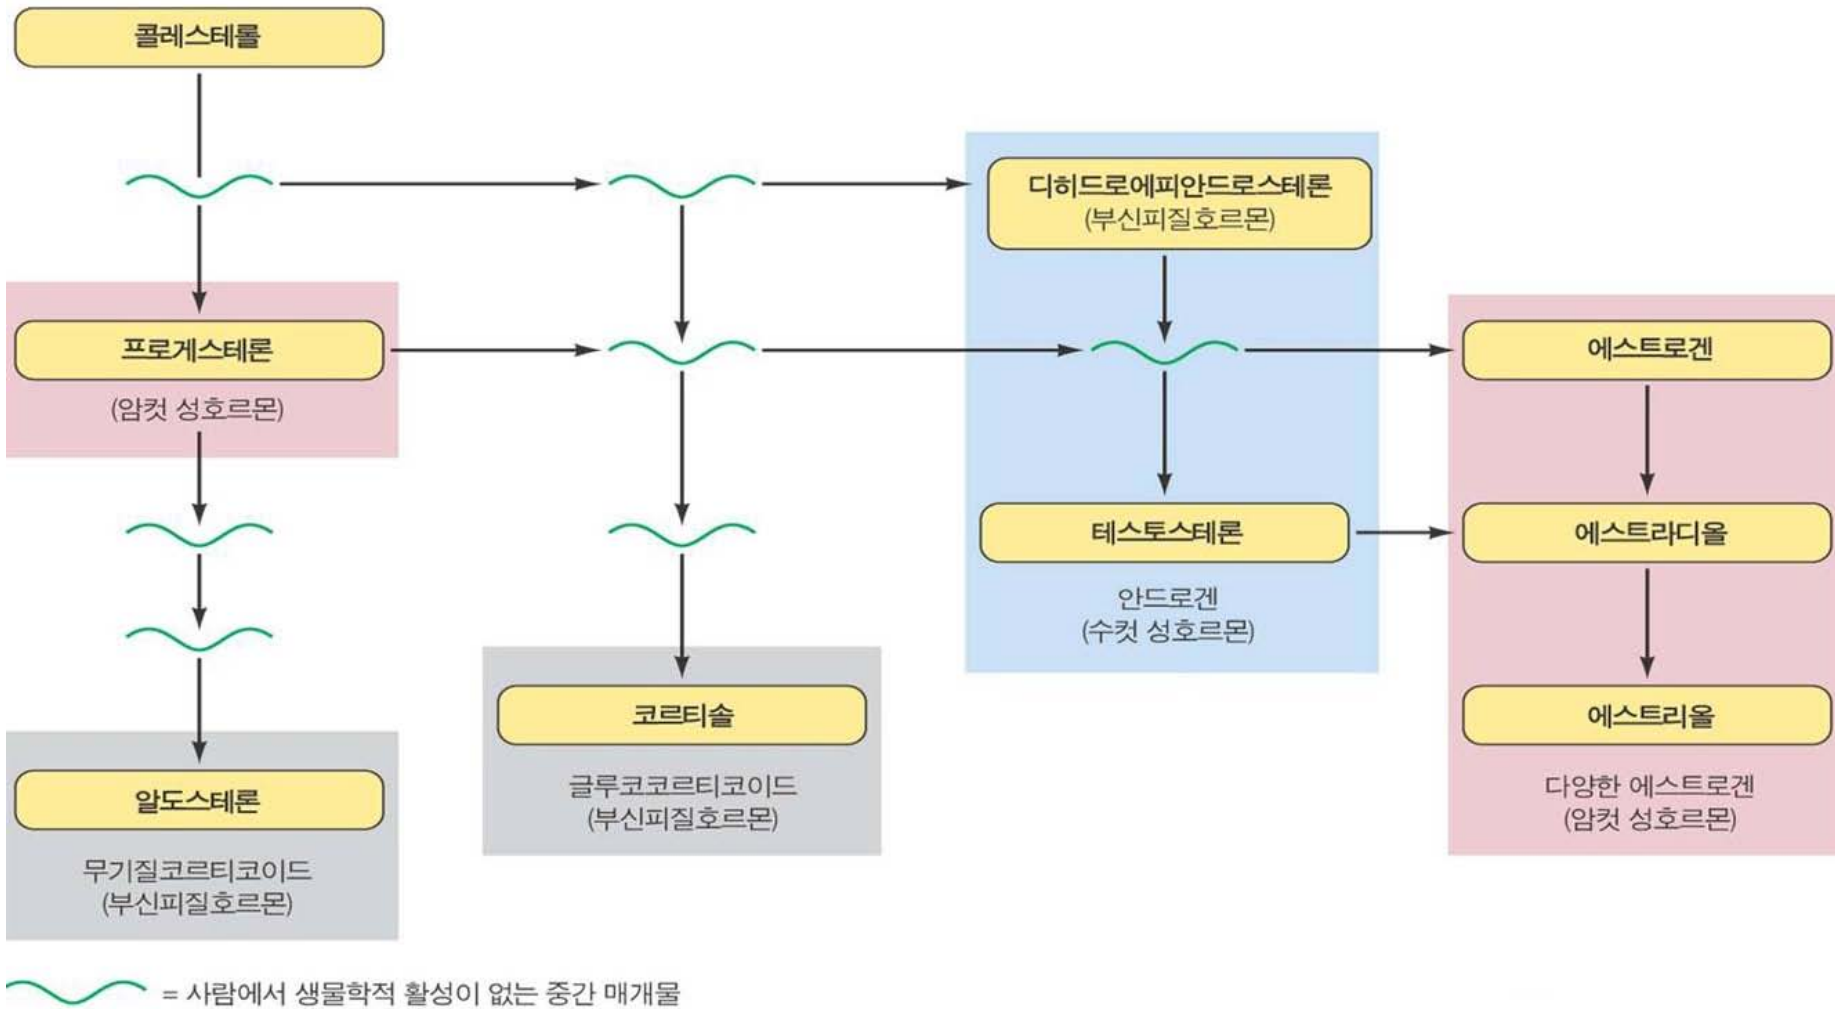 콜레스테롤
디히드로에피안드로스테론
(부신피질호르몬)
프로게스테론
(암컷 성호르몬)
에스트로겐
테스토스테론
안드로겐
(수컷 성호르몬)
에스트라디올
코르티솔
글루코코르티코이드
(부신피질호르몬)
에스트리올
다양한 에스트로겐
(암컷 성호르몬)
알도스테론
무기질코르티코이드
(부신피질호르몬)
= 사람에서 생물학적 활성이 없는 중간 매개물